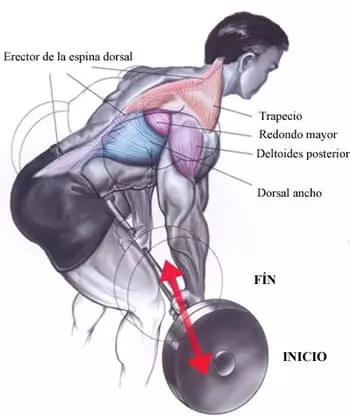 Erector de la espina dorsal
Trapecio
Redondo mayor
Deltoides posterior
Dorsal ancho
FÍN
INICIO